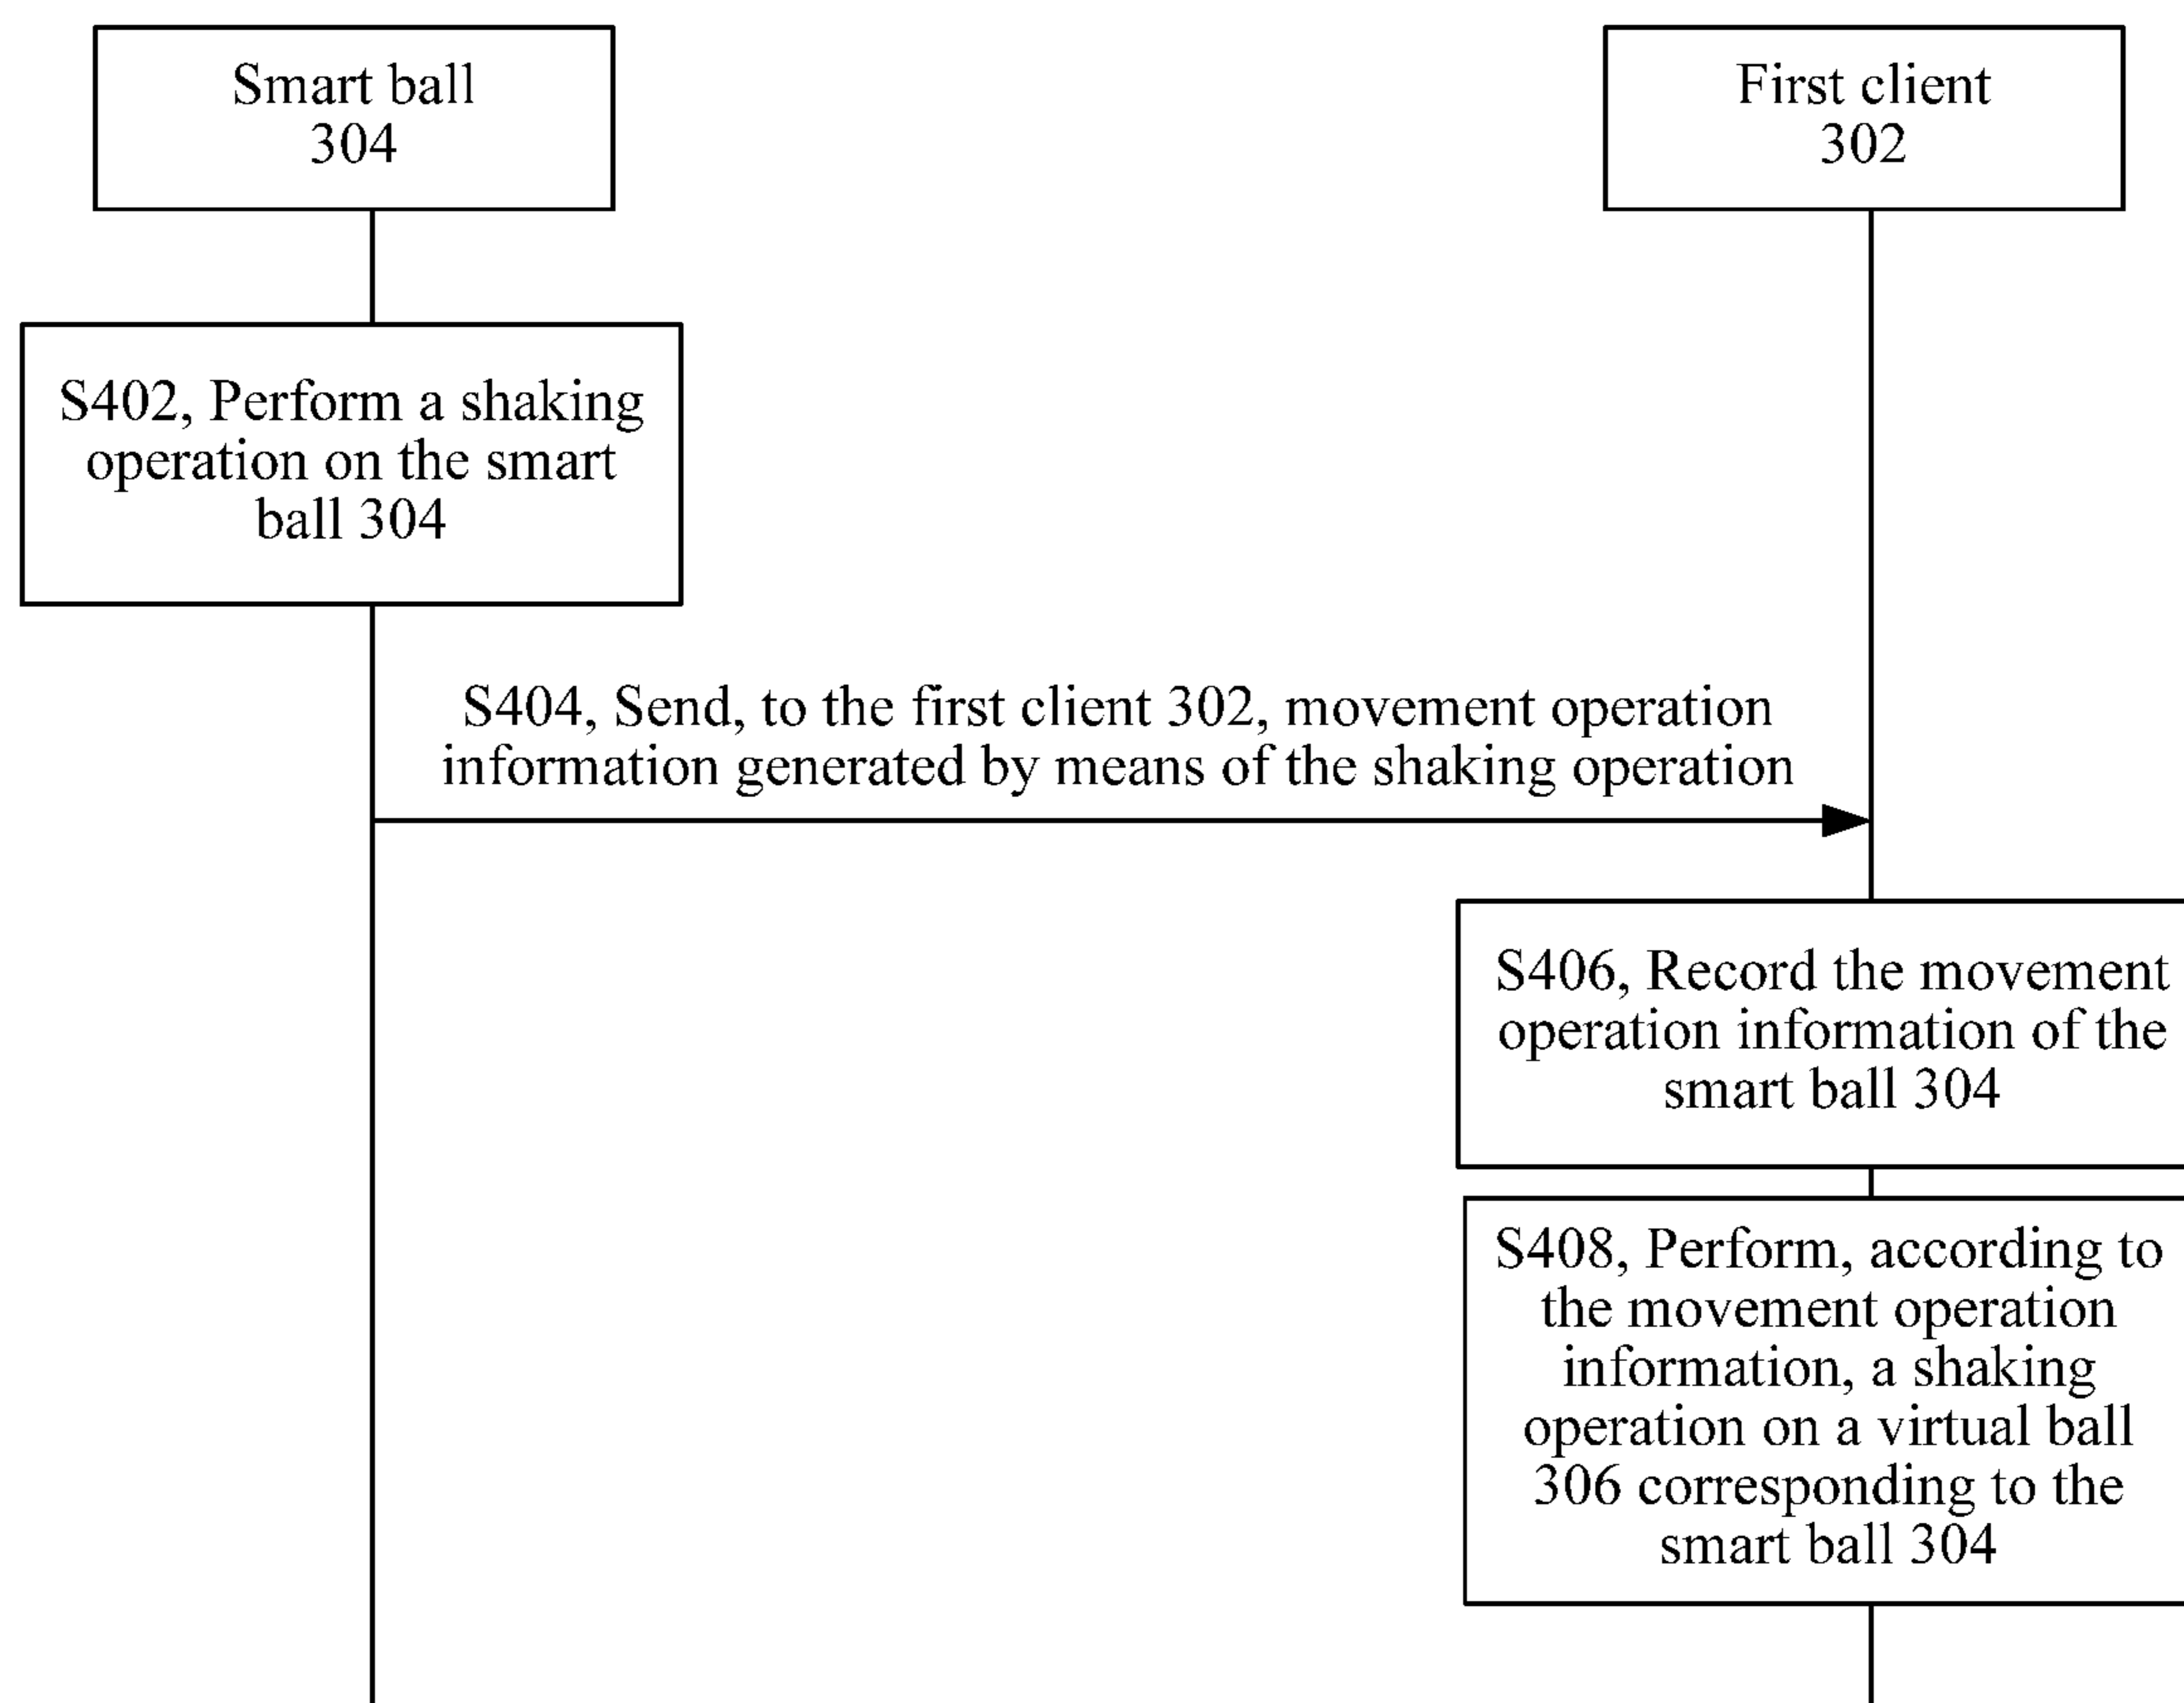 Smart ball
304
First client
302
S402, Perform a shaking
operation on the smart
ball 304
S404, Send, to the first client 302, movement operation
information generated by means of the shaking operation
S406, Record the movement
operation information of the
smart ball 304
S408, Perform, according to
the movement operation
information, a shaking
operation on a virtual ball
306 corresponding to the
smart ball 304